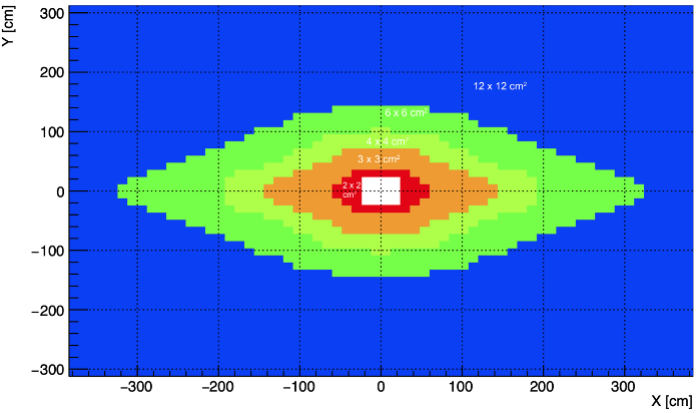 Y [cm]
300
200
12 x 12 cm²
6 x 6 cm²
100
4 x 4 cm²
3 x 3 cm²
2 x 2
cm²
0
−100
−200
−300
−300 −200 −100 0 100 200 300
X [cm]